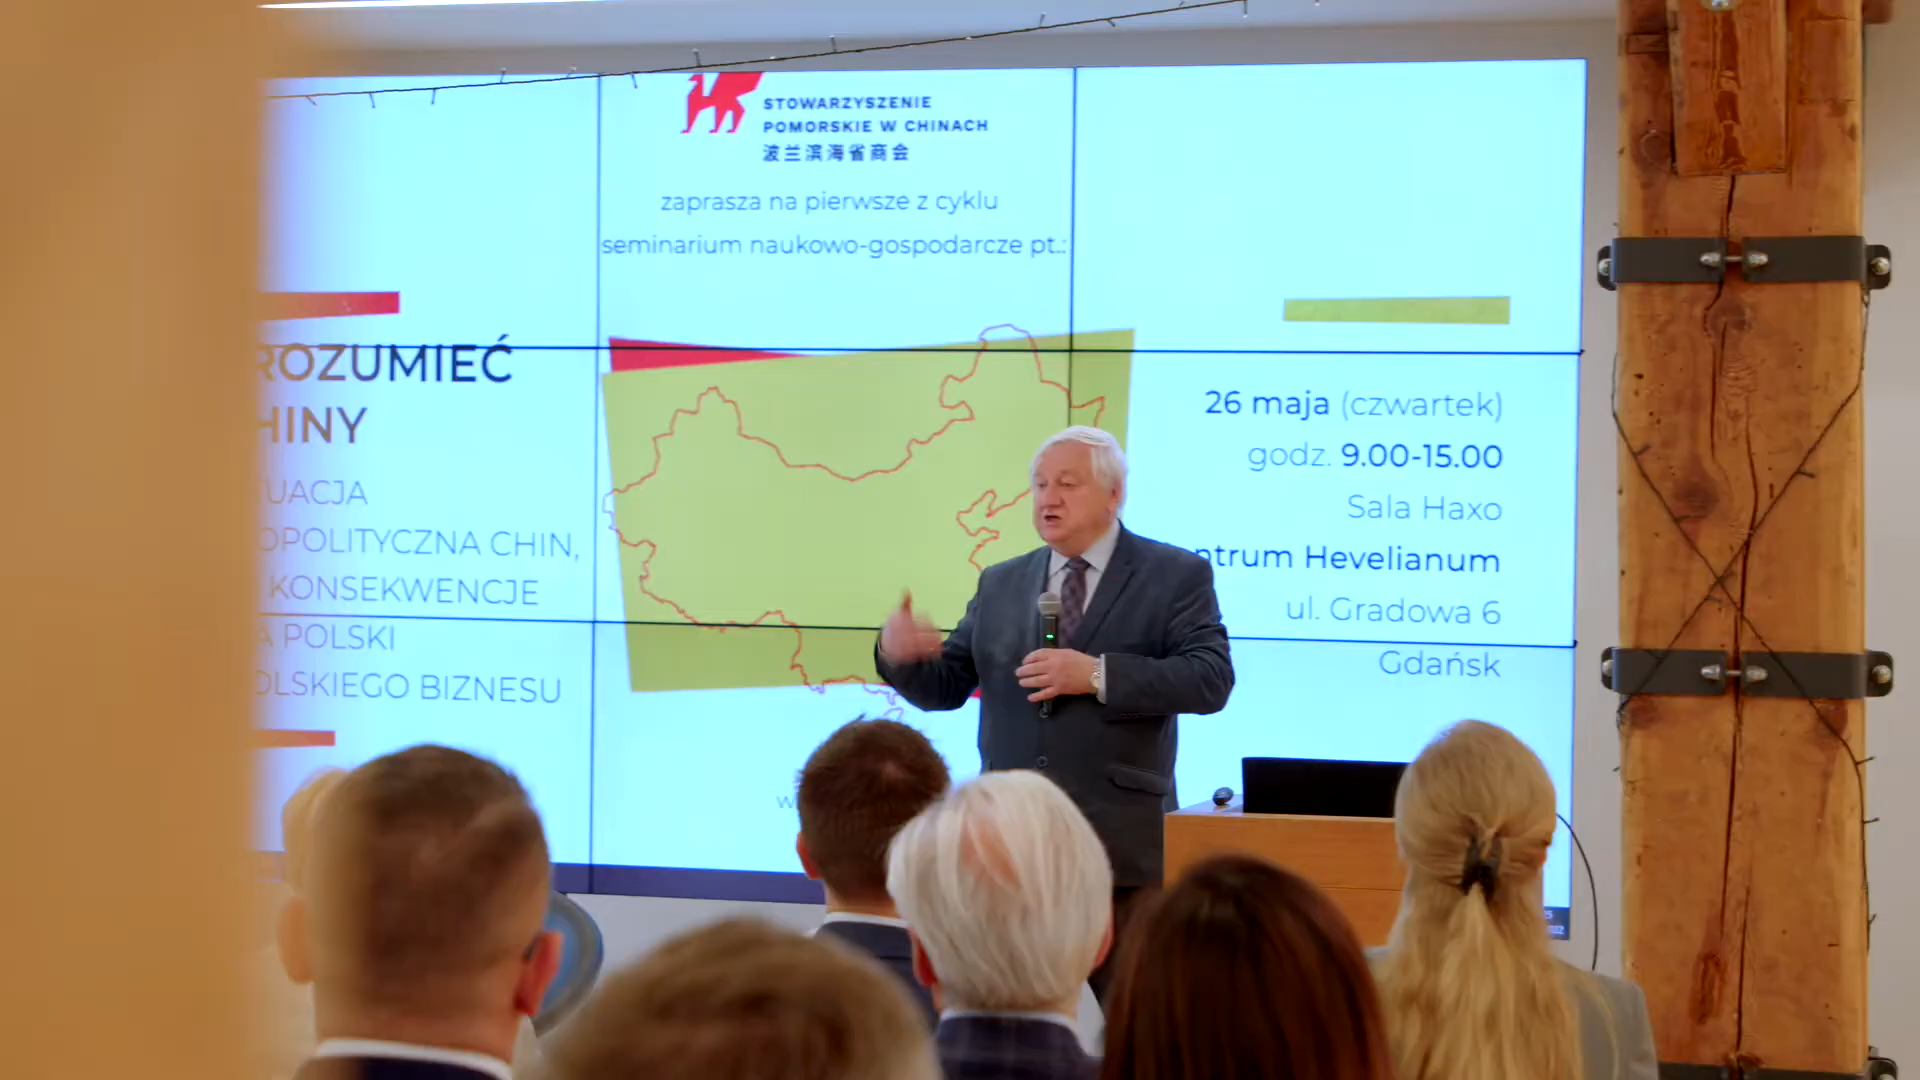 STOWARZYSZENIE
POMORSKIE W CHINACH
波兰滨海省商会
zaprasza na pierwsze z cyklu
seminarium naukowo-gospodarcze pt.:
ROZUMIEĆ
HINY
TUACJA
OPOLITYCZNA CHIN,
KONSEKWENCJE
A POLSKI
OLSKIEGO BIZNESU
26 maja (czwartek)
godz. 9.00-15.00
Sala Haxo
ntrum Hevelianum
ul. Gradowa 6
Gdańsk